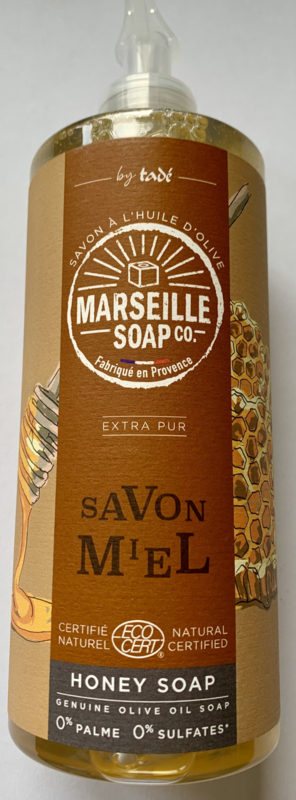 by tadé
SAVON À L'HUILE D'OLIVE
MARSEILLE
SOAP CO.
Fabriqué en Provence
EXTRA PUR
SAVON
MIEL
CERTIFIÉ NATUREL
ECO CERT®
NATURAL CERTIFIED
HONEY SOAP
GENUINE OLIVE OIL SOAP
0% PALME 0% SULFATES*